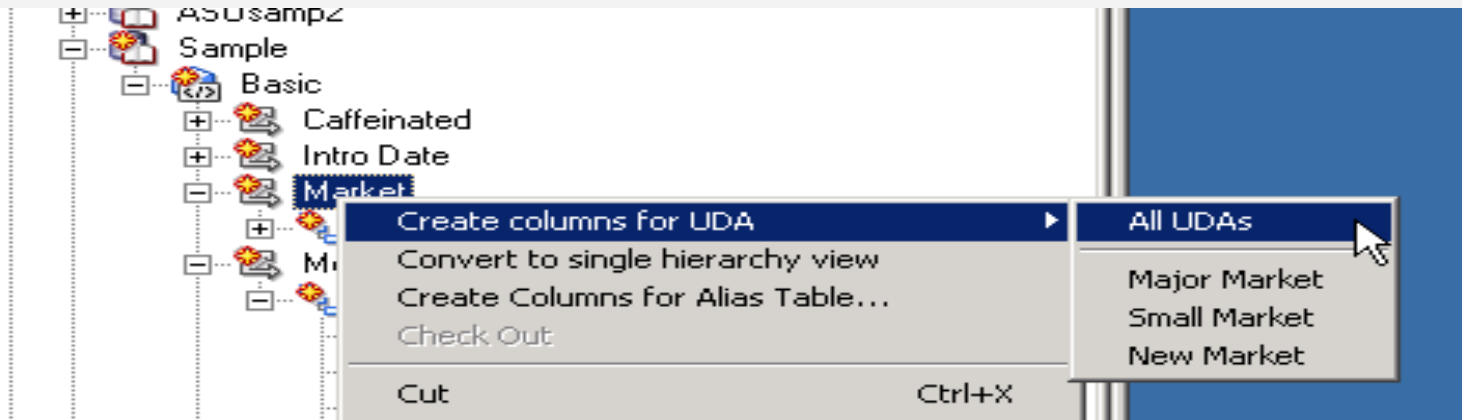 ASOsamp2
Sample
Basic
Caffeinated
Intro Date
Market
Create columns for UDA
All UDAs
Convert to single hierarchy view
Major Market
Create Columns for Alias Table...
Small Market
Check Out
New Market
Cut Ctrl+X